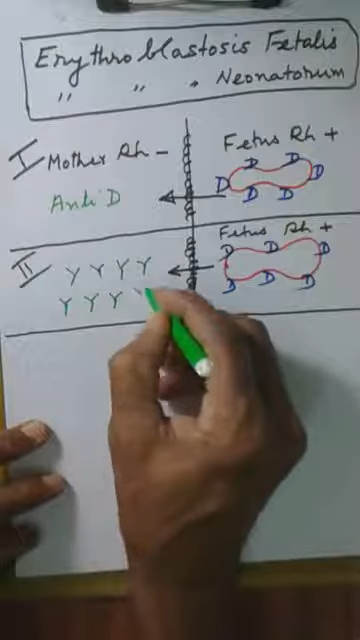 Erythroblastosis Fetalis
" " " Neonatorum
I Mother Rh - Fetus Rh +
D D D D D D
Anti D
II Fetus Rh +
D D D D D D
Y Y Y Y
Y Y Y Y